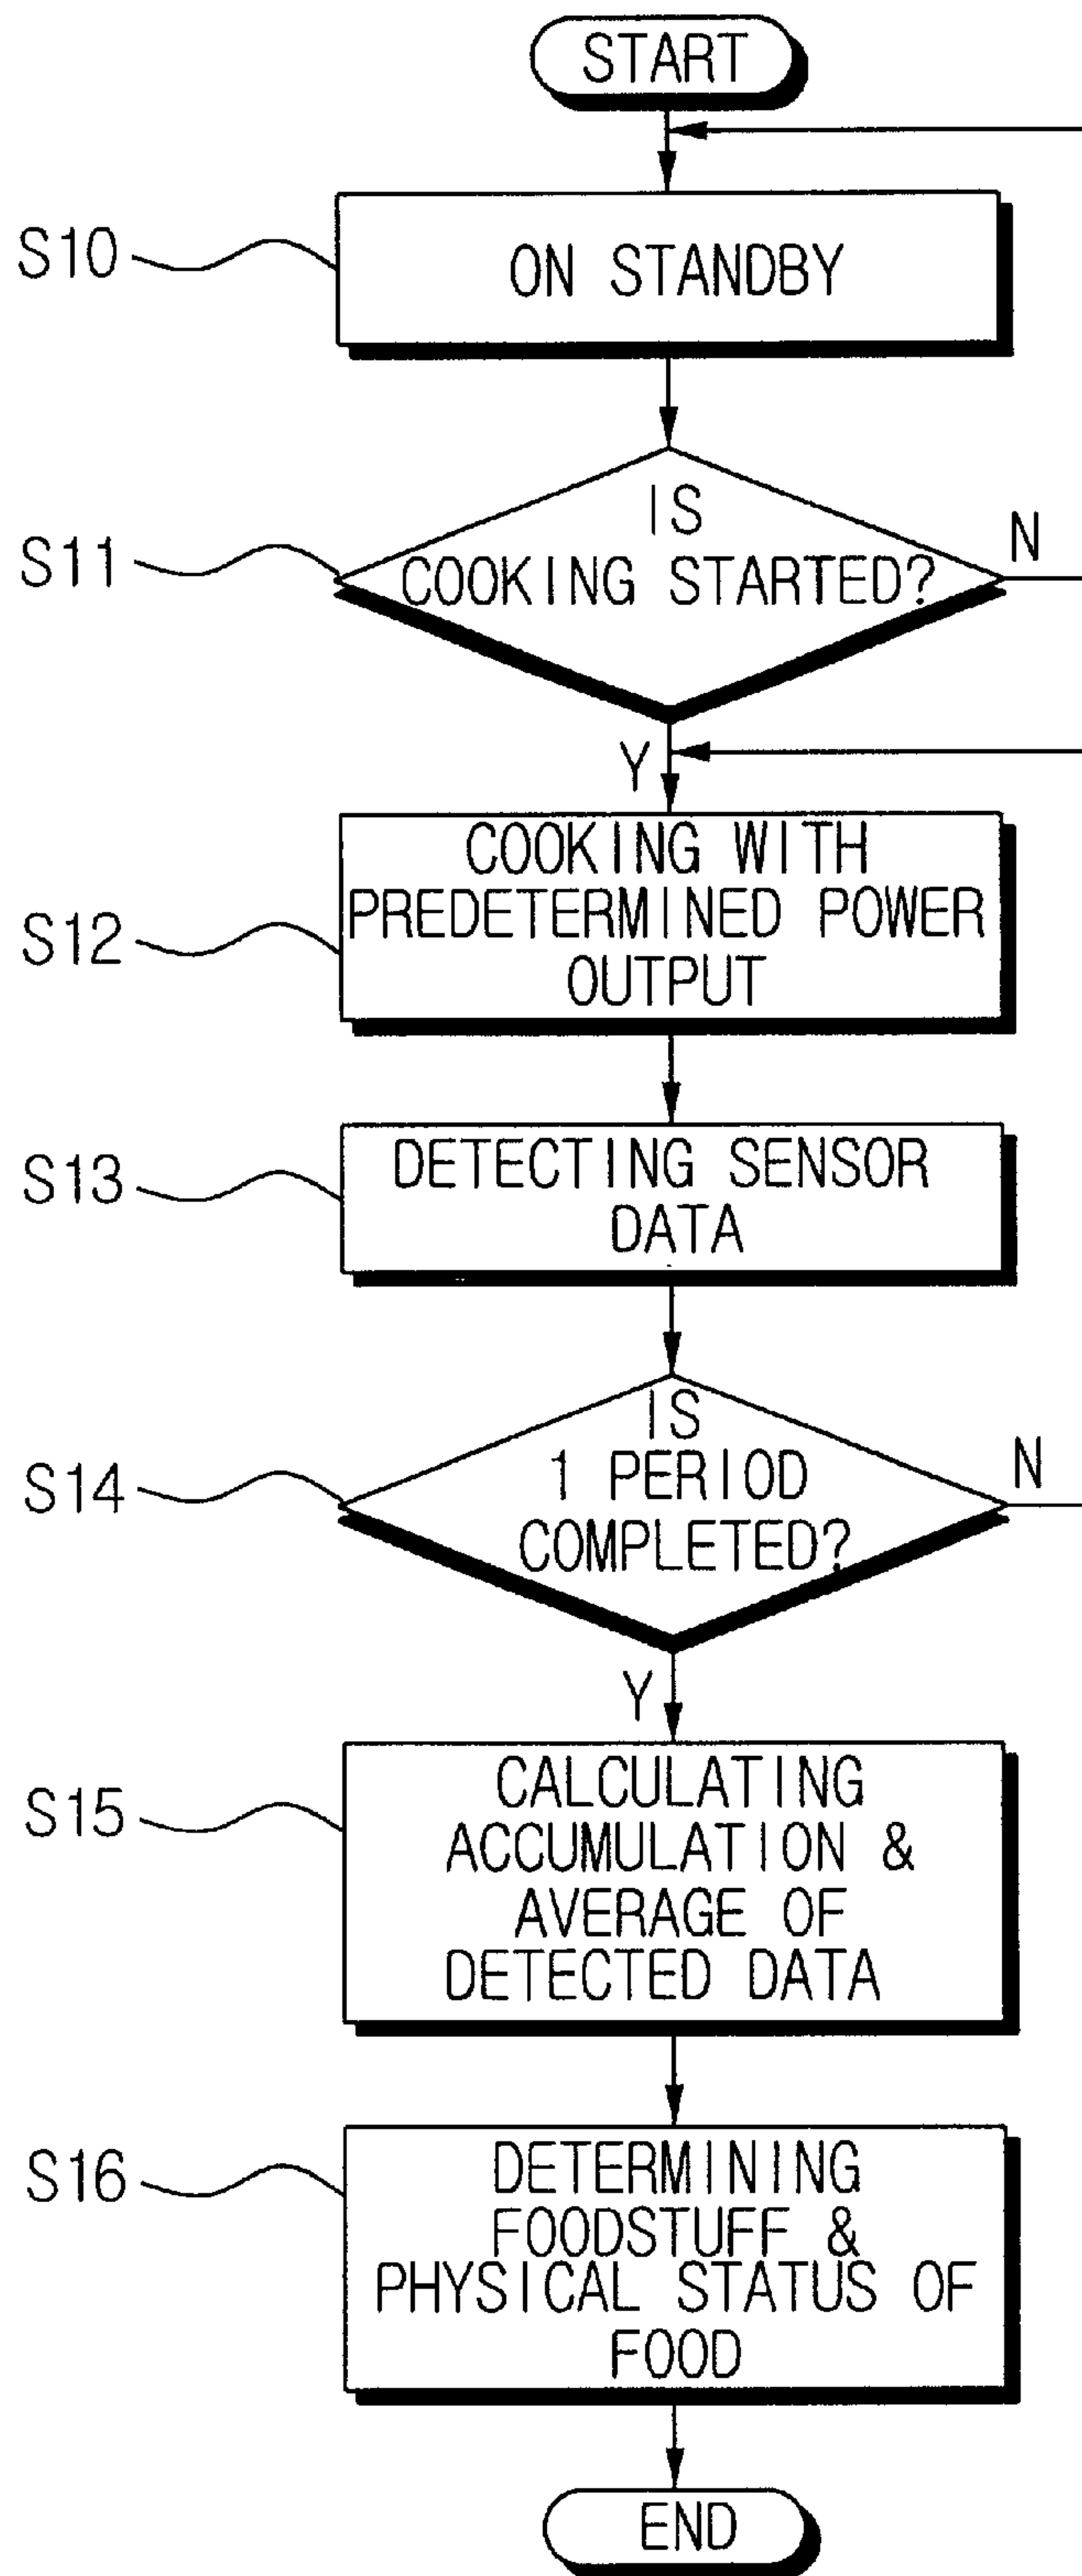 START
S10
ON STANDBY
S11
IS
COOKING STARTED?
N
Y
S12
COOKING WITH
PREDETERMINED POWER
OUTPUT
S13
DETECTING SENSOR
DATA
S14
IS
1 PERIOD
COMPLETED?
N
Y
S15
CALCULATING
ACCUMULATION &
AVERAGE OF
DETECTED DATA
S16
DETERMINING
FOODSTUFF &
PHYSICAL STATUS OF
FOOD
END